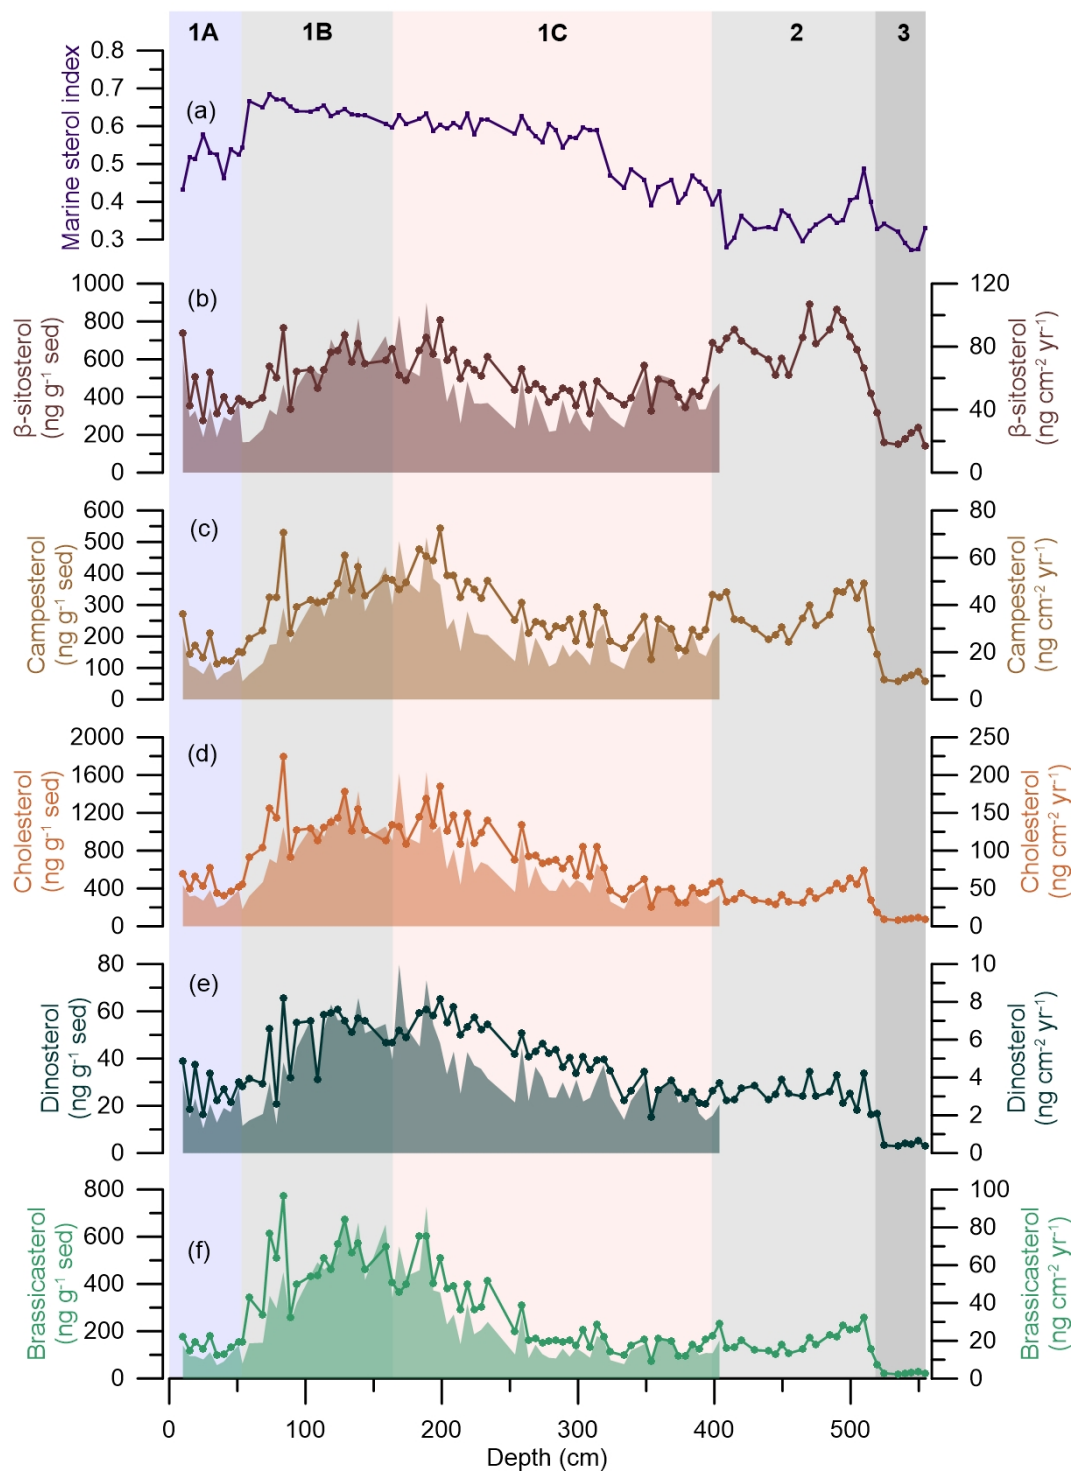 1A 1B 1C 2 3
(a)
Marine sterol index
0.8
0.7
0.6
0.5
0.4
0.3
(b)
β-sitosterol
(ng g⁻¹ sed)
1000
800
600
400
200
0
120
80
40
0
β-sitosterol
(ng cm⁻² yr⁻¹)
(c)
Campesterol
(ng g⁻¹ sed)
600
500
400
300
200
100
0
80
60
40
20
0
Campesterol
(ng cm⁻² yr⁻¹)
(d)
Cholesterol
(ng g⁻¹ sed)
2000
1600
1200
800
400
0
250
200
150
100
50
0
Cholesterol
(ng cm⁻² yr⁻¹)
(e)
Dinosterol
(ng g⁻¹ sed)
80
60
40
20
0
10
8
6
4
2
0
Dinosterol
(ng cm⁻² yr⁻¹)
(f)
Brassicasterol
(ng g⁻¹ sed)
800
600
400
200
0
100
80
60
40
20
0
Brassicasterol
(ng cm⁻² yr⁻¹)
0 100 200 300 400 500
Depth (cm)